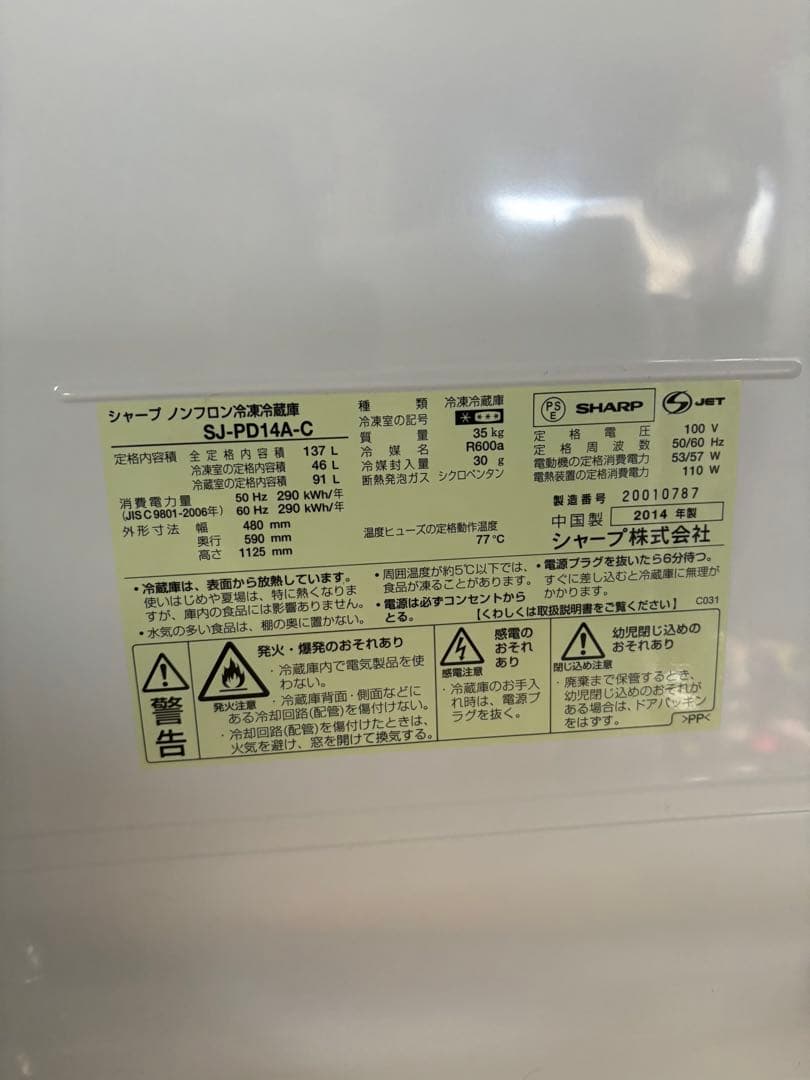 シャープ ノンフロン冷凍冷蔵庫
SJ-PD14A-C
定格内容積 全定格内容積 137 L
冷凍室の定格内容積 46 L
冷蔵室の定格内容積 91 L
消費電力量 50 Hz 290 kWh/年
(JIS C 9801-2006年) 60 Hz 290 kWh/年
外形寸法 幅 480 mm
奥行 590 mm
高さ 1125 mm
種類 冷凍冷蔵庫
冷凍室の記号
質量 35 kg
冷媒名 R600a
冷媒封入量 30 g
断熱発泡ガス シクロペンタン
温度ヒューズの定格動作温度
77 ℃
PS
E
SHARP
JET
定格電圧 100 V
定格周波数 50/60 Hz
電動機の定格消費電力 53/57 W
電熱装置の定格消費電力 110 W
製造番号 20010787
中国製 2014 年製
シャープ株式会社
・冷蔵庫は、表面から放熱しています。
使いはじめや夏場は、特に熱くなりま
すが、庫内の食品には影響ありません。
・水気の多い食品は、棚の奥に置かない。
・周囲温度が約5℃以下では、
食品が凍ることがあります。
・電源は必ずコンセントから
とる。
・電源プラグを抜いたら6分待つ。
すぐに差し込むと冷蔵庫に無理が
かかります。
【くわしくは取扱説明書をご覧ください】 C031
警告
発火注意
発火・爆発のおそれあり
・冷蔵庫内で電気製品を使
わない。
・冷蔵庫背面・側面などに
ある冷却回路(配管)を傷付けない。
・冷却回路(配管)を傷付けたときは、
火気を避け、窓を開けて換気する。
感電注意
感電の
おそれ
あり
・冷蔵庫のお手入
れ時は、電源プ
ラグを抜く。
閉じ込め注意
幼児閉じ込めの
おそれあり
・廃棄まで保管するとき、
幼児閉じ込めのおそれが
ある場合は、ドアパッキン
をはずす。
>PP<